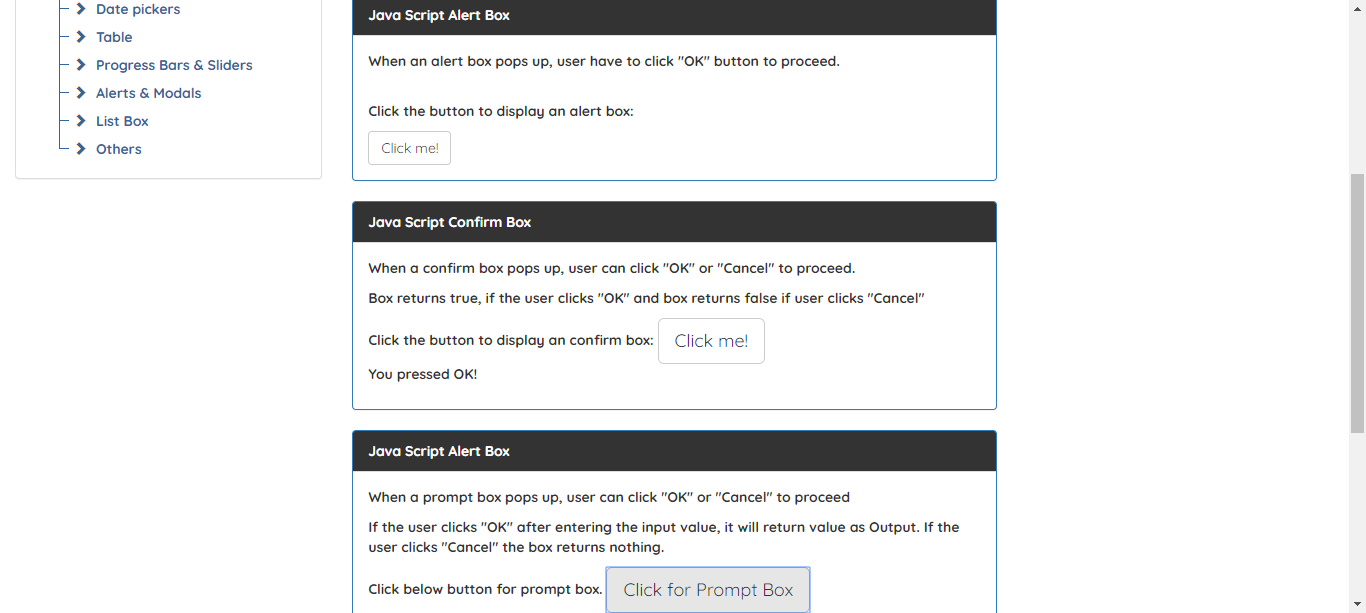 Date pickers
Table
Progress Bars & Sliders
Alerts & Modals
List Box
Others
Java Script Alert Box
When an alert box pops up, user have to click "OK" button to proceed.
Click the button to display an alert box:
Click me!
Java Script Confirm Box
When a confirm box pops up, user can click "OK" or "Cancel" to proceed.
Box returns true, if the user clicks "OK" and box returns false if user clicks "Cancel"
Click the button to display an confirm box: Click me!
You pressed OK!
Java Script Alert Box
When a prompt box pops up, user can click "OK" or "Cancel" to proceed
If the user clicks "OK" after entering the input value, it will return value as Output. If the
user clicks "Cancel" the box returns nothing.
Click below button for prompt box. Click for Prompt Box